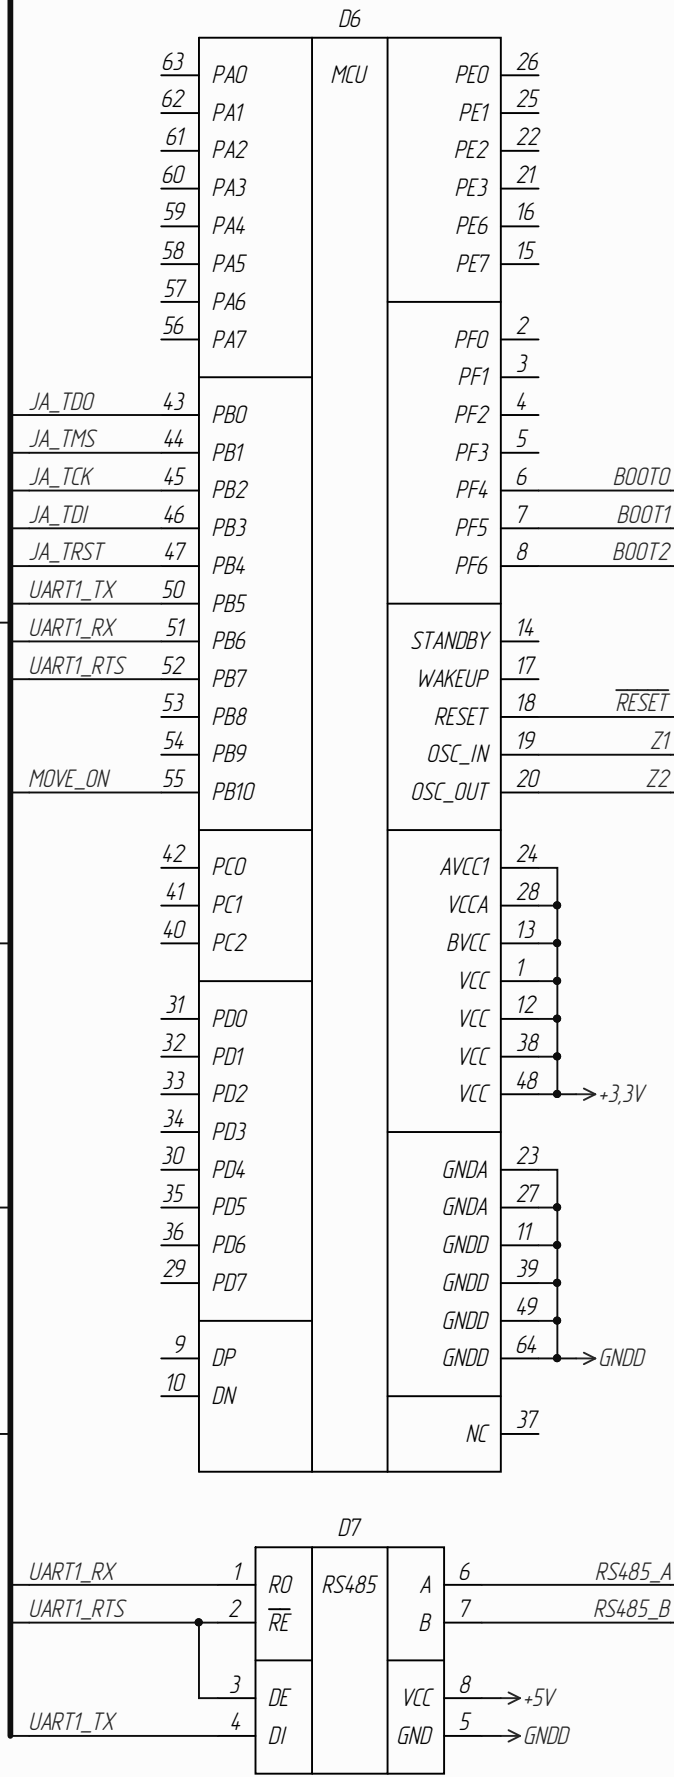 D6
63 PA0 MCU PE0 26
62 PA1 PE1 25
61 PA2 PE2 22
60 PA3 PE3 21
59 PA4 PE6 16
58 PA5 PE7 15
57 PA6
56 PA7 PF0 2
PF1 3
JA_TDO 43 PB0 PF2 4
JA_TMS 44 PB1 PF3 5
JA_TCK 45 PB2 PF4 6 BOOT0
JA_TDI 46 PB3 PF5 7 BOOT1
JA_TRST 47 PB4 PF6 8 BOOT2
UART1_TX 50 PB5
UART1_RX 51 PB6 STANDBY 14
UART1_RTS 52 PB7 WAKEUP 17
53 PB8 RESET 18 RESET
54 PB9 OSC_IN 19 Z1
MOVE_ON 55 PB10 OSC_OUT 20 Z2
42 PC0 AVCC1 24
41 PC1 VCCA 28
40 PC2 BVCC 13
VCC 1
31 PD0 VCC 12
32 PD1 VCC 38
33 PD2 VCC 48 +3,3V
34 PD3
30 PD4 GNDA 23
35 PD5 GNDA 27
36 PD6 GNDD 11
29 PD7 GNDD 39
GNDD 49
9 DP GNDD 64 GNDD
10 DN
NC 37
D7
UART1_RX 1 RO RS485 A 6 RS485_A
UART1_RTS 2 RE B 7 RS485_B
3 DE VCC 8 +5V
UART1_TX 4 DI GND 5 GNDD